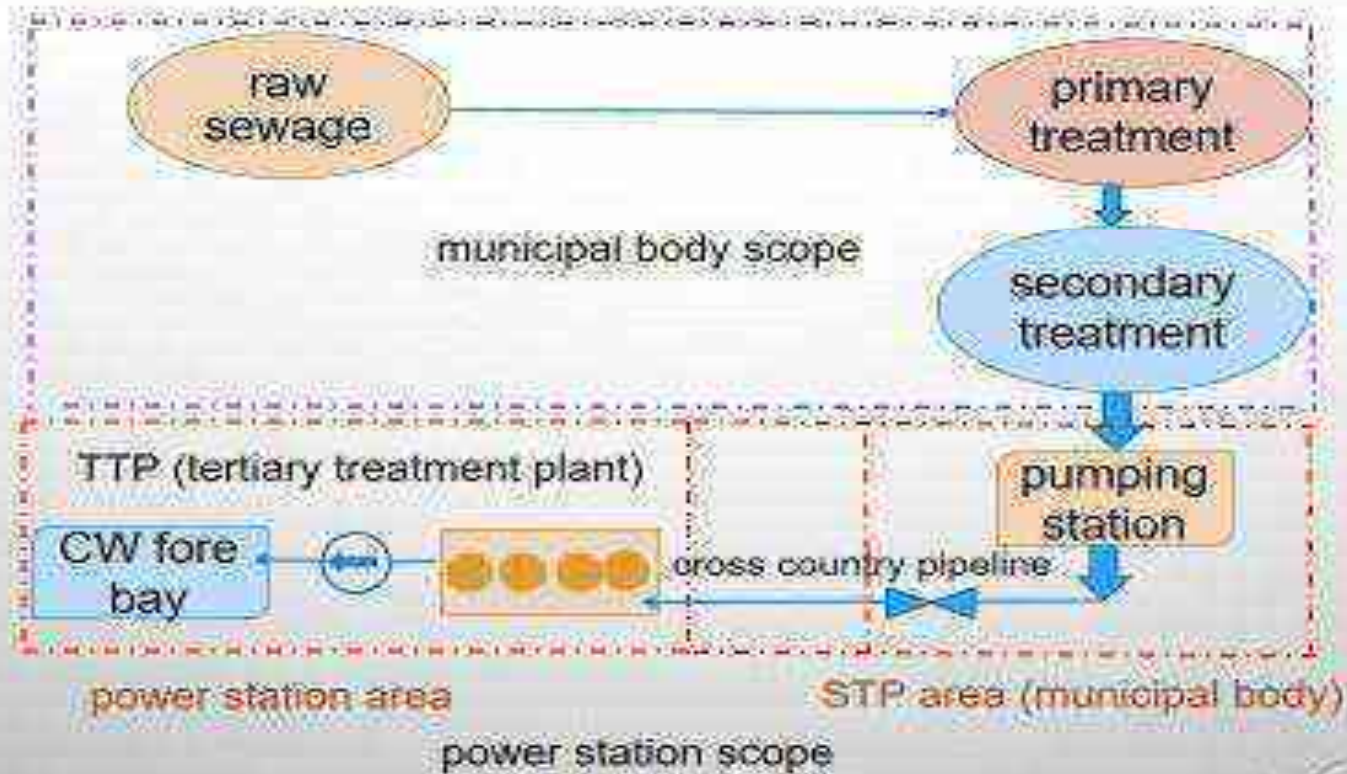 raw
sewage
primary
treatment
municipal body scope
secondary
treatment
TTP (tertiary treatment plant)
pumping
station
CW fore
bay
cross country pipeline
power station area
STP area (municipal body)
power station scope